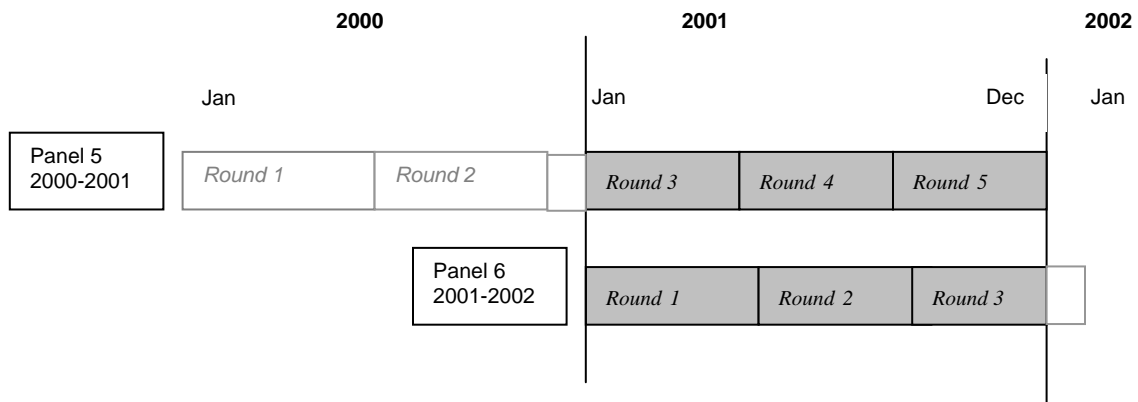 2000 2001 2002
Jan Jan Dec Jan
Panel 5
2000-2001
Round 1 Round 2 Round 3 Round 4 Round 5
Panel 6
2001-2002
Round 1 Round 2 Round 3